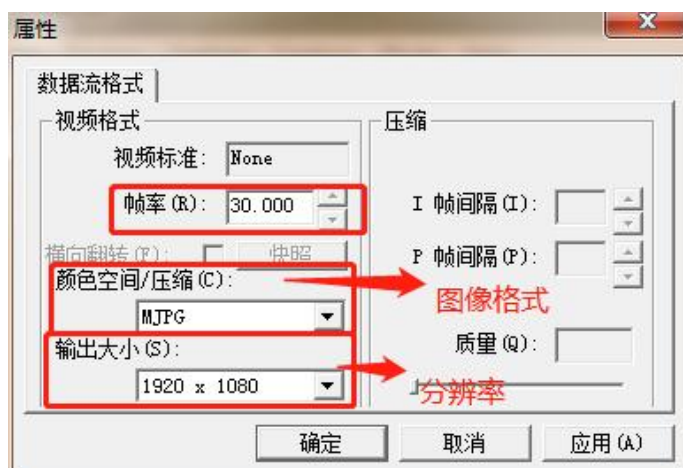 属性
数据流格式
视频格式
视频标准: None
帧率(R): 30.000
横向翻转(F): 快照
颜色空间/压缩(C):
MJPG
输出大小(S):
1920 x 1080
压缩
I 帧间隔(I):
P 帧间隔(P):
图像格式
质量(Q):
分辨率
确定 取消 应用(A)